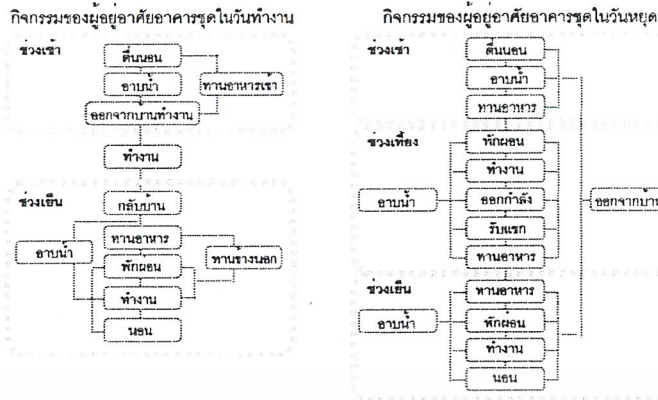 กิจกรรมของผู้อยู่อาศัยอาคารชุดในวันทำงาน
ช่วงเช้า
ตื่นนอน
อาบน้ำ
ทานอาหารเช้า
ออกจากบานทำงาน
ทำงาน
ช่วงเย็น
กลับบ้าน
ทานอาหาร
อาบน้ำ
ทานข้างนอก
พักผ่อน
ทำงาน
นอน
กิจกรรมของผู้อยู่อาศัยอาคารชุดในวันหยุด
ช่วงเช้า
ตื่นนอน
อาบน้ำ
ทานอาหาร
ช่วงเที่ยง
พักผ่อน
ทำงาน
อาบน้ำ
ออกกำลัง
ออกจากบ้าน
รับแขก
ทานอาหาร
ช่วงเย็น
ทานอาหาร
อาบน้ำ
พักผ่อน
ทำงาน
นอน